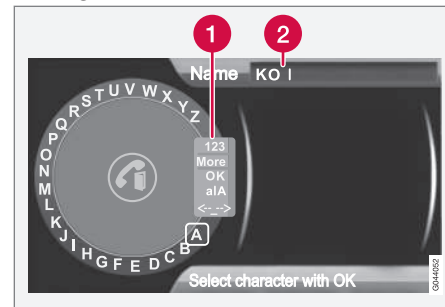 1 2
Name KO I
Z Y X W V U T S R Q P O N M L K J I H G F E D C B A
123
More
OK
a|A
<-- -->
Select character with OK
G044052